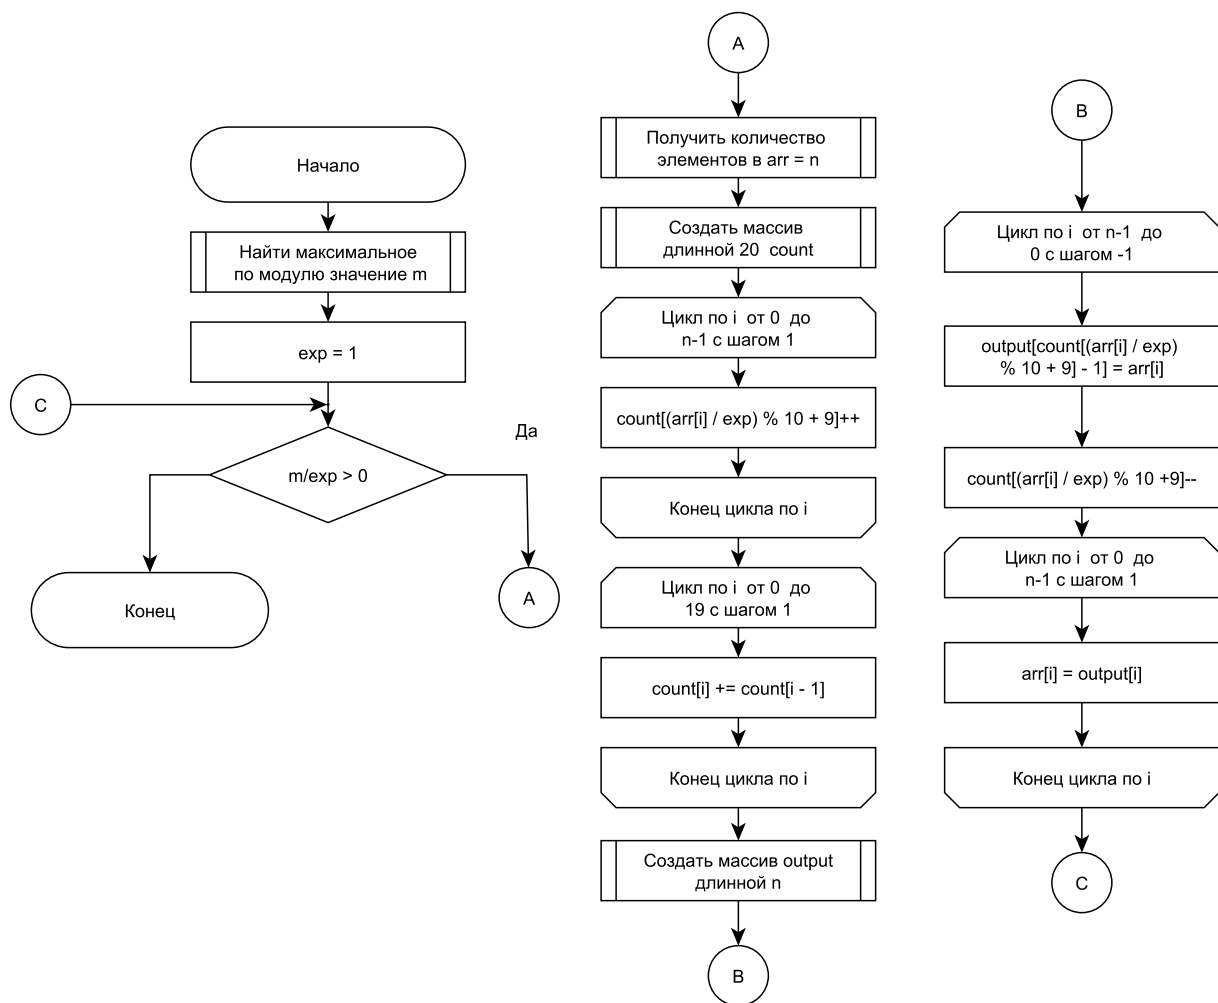 Начало
Найти максимальное
по модулю значение m
exp = 1
C
m/exp > 0
Да
Конец
A
A
Получить количество
элементов в arr = n
Создать массив
длинной 20 count
Цикл по i от 0 до
n-1 с шагом 1
count[(arr[i] / exp) % 10 + 9]++
Конец цикла по i
Цикл по i от 0 до
19 с шагом 1
count[i] += count[i - 1]
Конец цикла по i
Создать массив output
длинной n
B
B
Цикл по i от n-1 до
0 с шагом -1
output[count[(arr[i] / exp)
% 10 + 9] - 1] = arr[i]
count[(arr[i] / exp) % 10 +9]--
Цикл по i от 0 до
n-1 с шагом 1
arr[i] = output[i]
Конец цикла по i
C